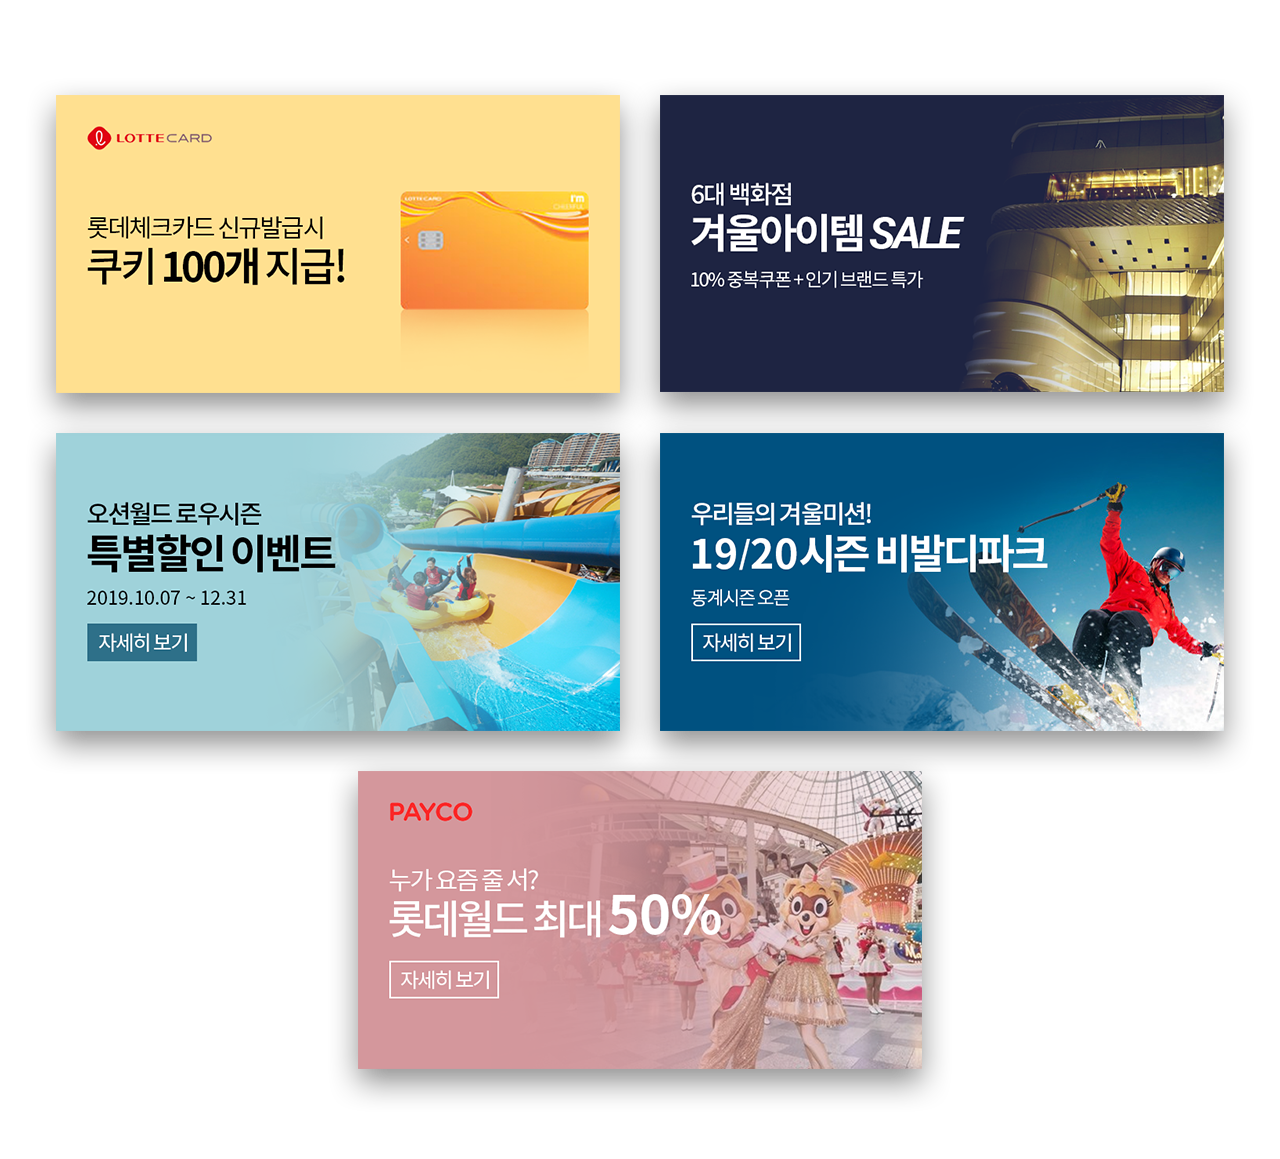 LOTTECARD
롯데체크카드 신규발급시
쿠키 100개 지급!
LOTTECARD
I'm
CHEERFUL
6대 백화점
겨울아이템 SALE
10% 중복쿠폰 + 인기 브랜드 특가
오션월드 로우시즌
특별할인 이벤트
2019.10.07 ~ 12.31
자세히 보기
우리들의 겨울미션!
19/20시즌 비발디파크
동계시즌 오픈
자세히 보기
PAYCO
누가 요즘 줄 서?
롯데월드 최대 50%
자세히 보기